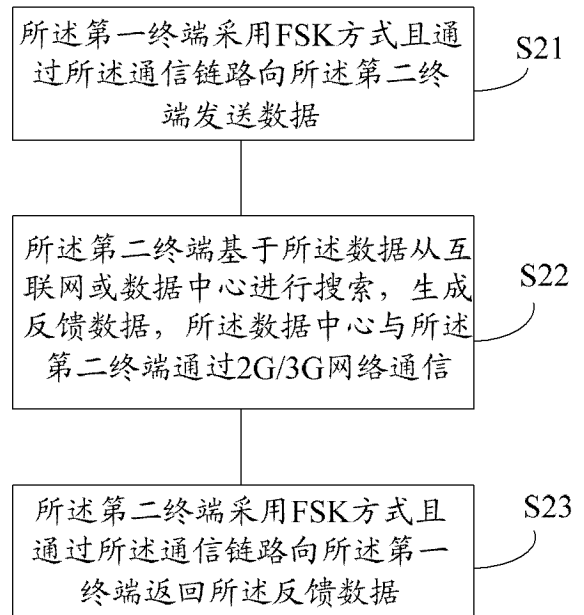 所述第一终端采用FSK方式且通
过所述通信链路向所述第二终
端发送数据
S21
所述第二终端基于所述数据从互
联网或数据中心进行搜索，生成
反馈数据，所述数据中心与所述
第二终端通过2G/3G网络通信
S22
所述第二终端采用FSK方式且
通过所述通信链路向所述第一
终端返回所述反馈数据
S23